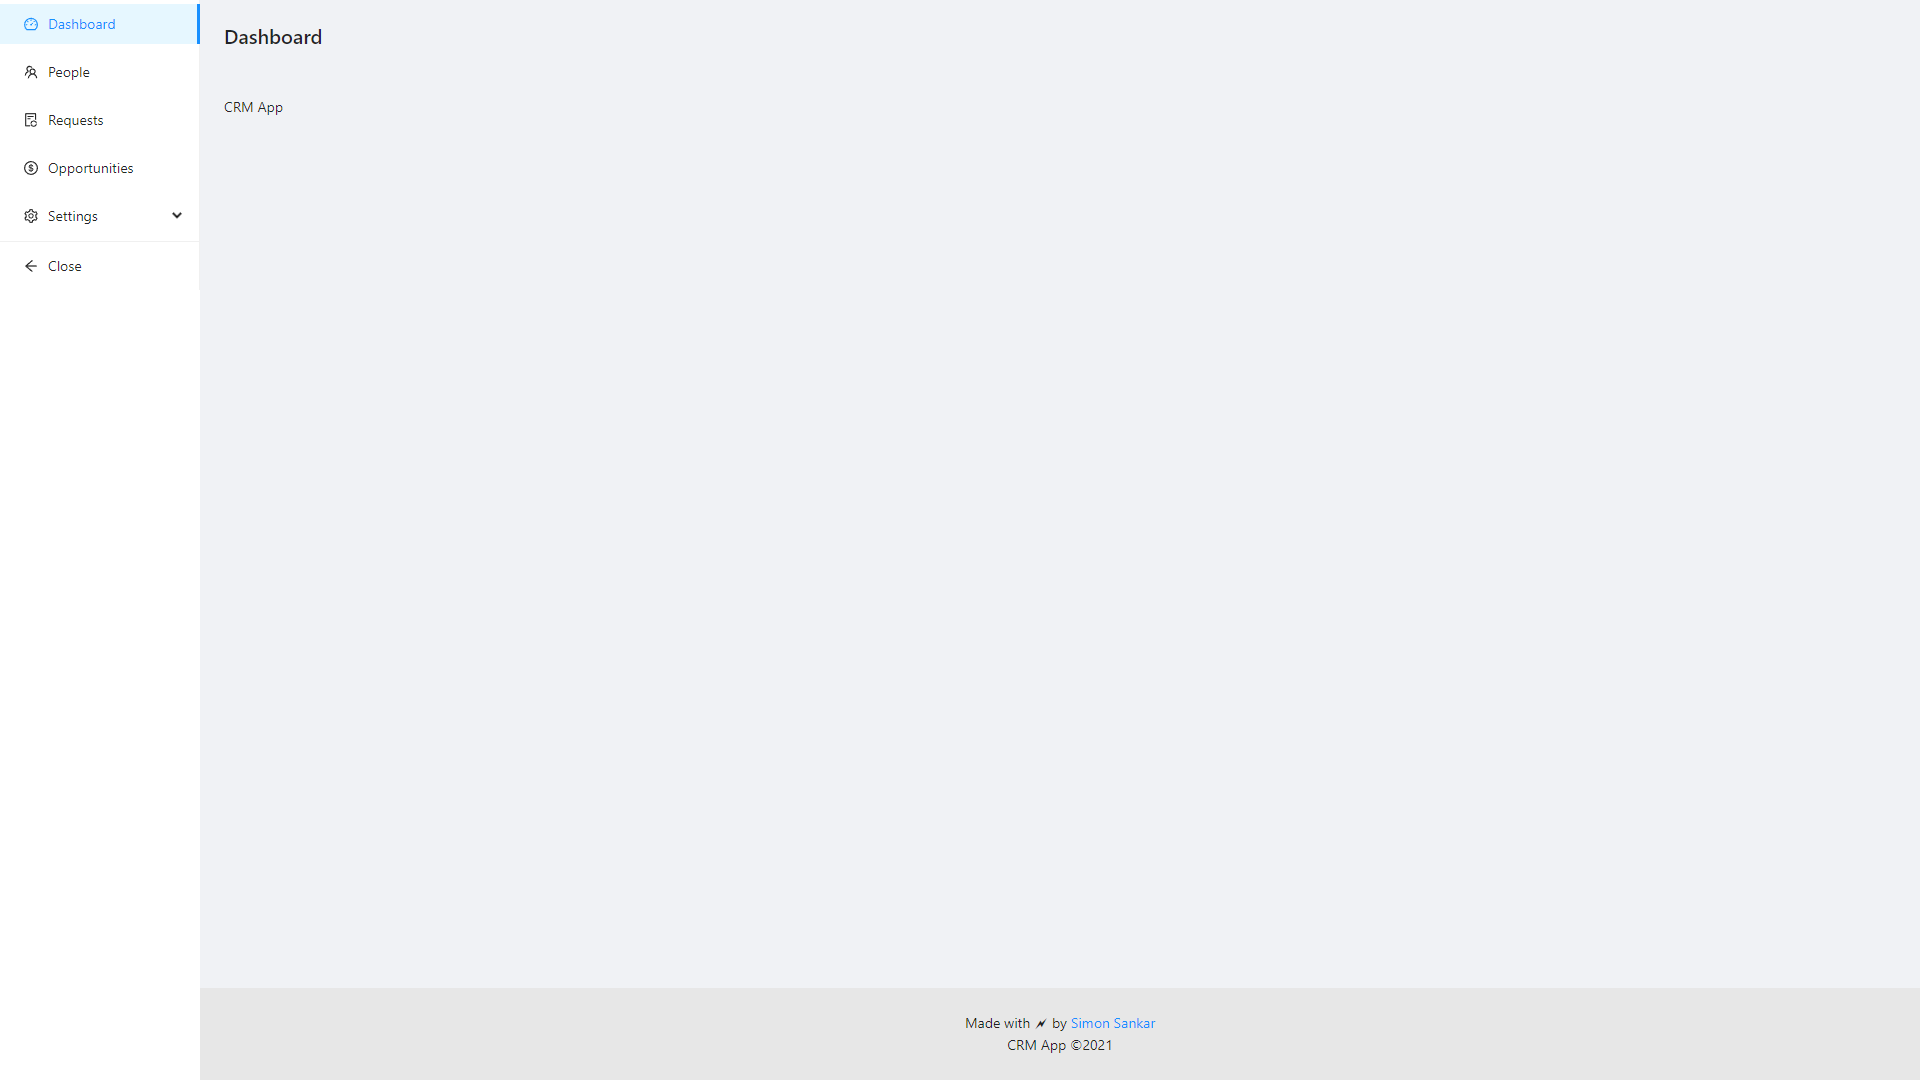 Dashboard
People
Requests
Opportunities
Settings
Close
Dashboard
CRM App
Made with 🗲 by Simon Sankar
CRM App ©2021